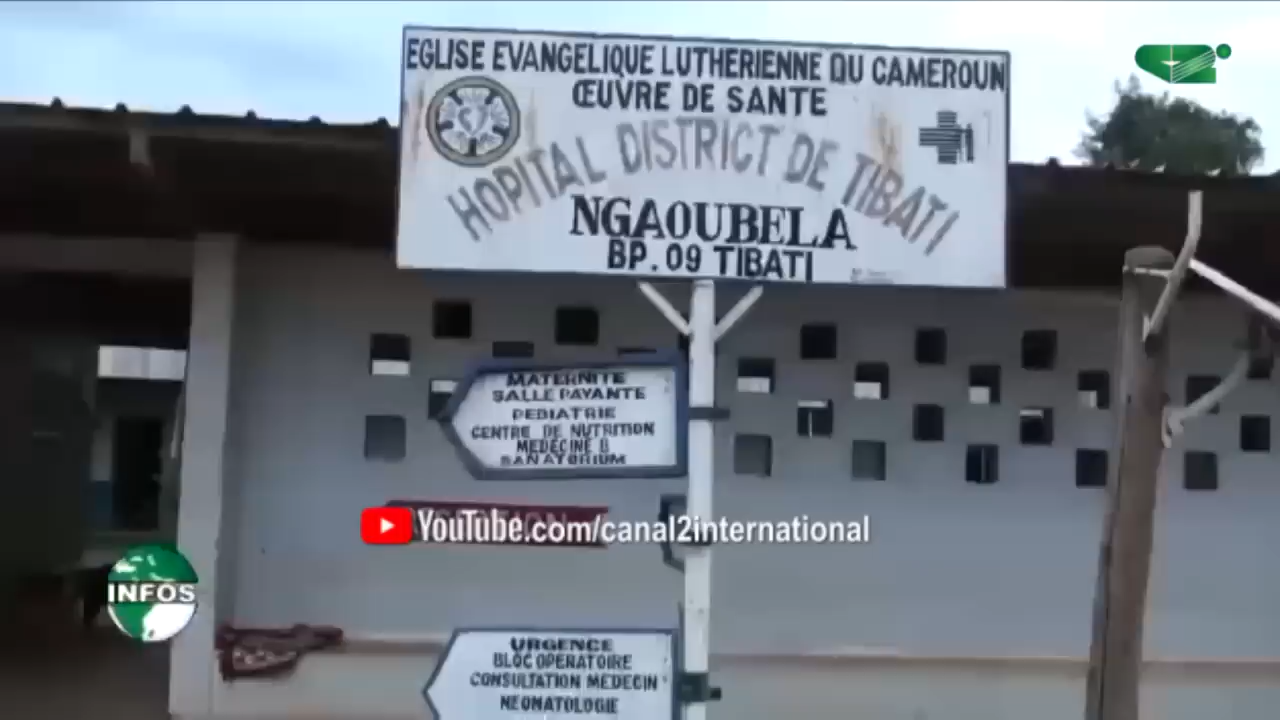 EGLISE EVANGELIQUE LUTHERIENNE DU CAMEROUN
ŒUVRE DE SANTE
HOPITAL DISTRICT DE TIBATI
NGAOUBELA
BP. 09 TIBATI
MATERNITE
SALLE PAYANTE
PEDIATRIE
CENTRE DE NUTRITION
MEDECINE B
SANATORIUM
YouTube.com/canal2international
INFOS
URGENCE
BLOC OPERATOIRE
CONSULTATION MEDECIN
NEONATOLOGIE